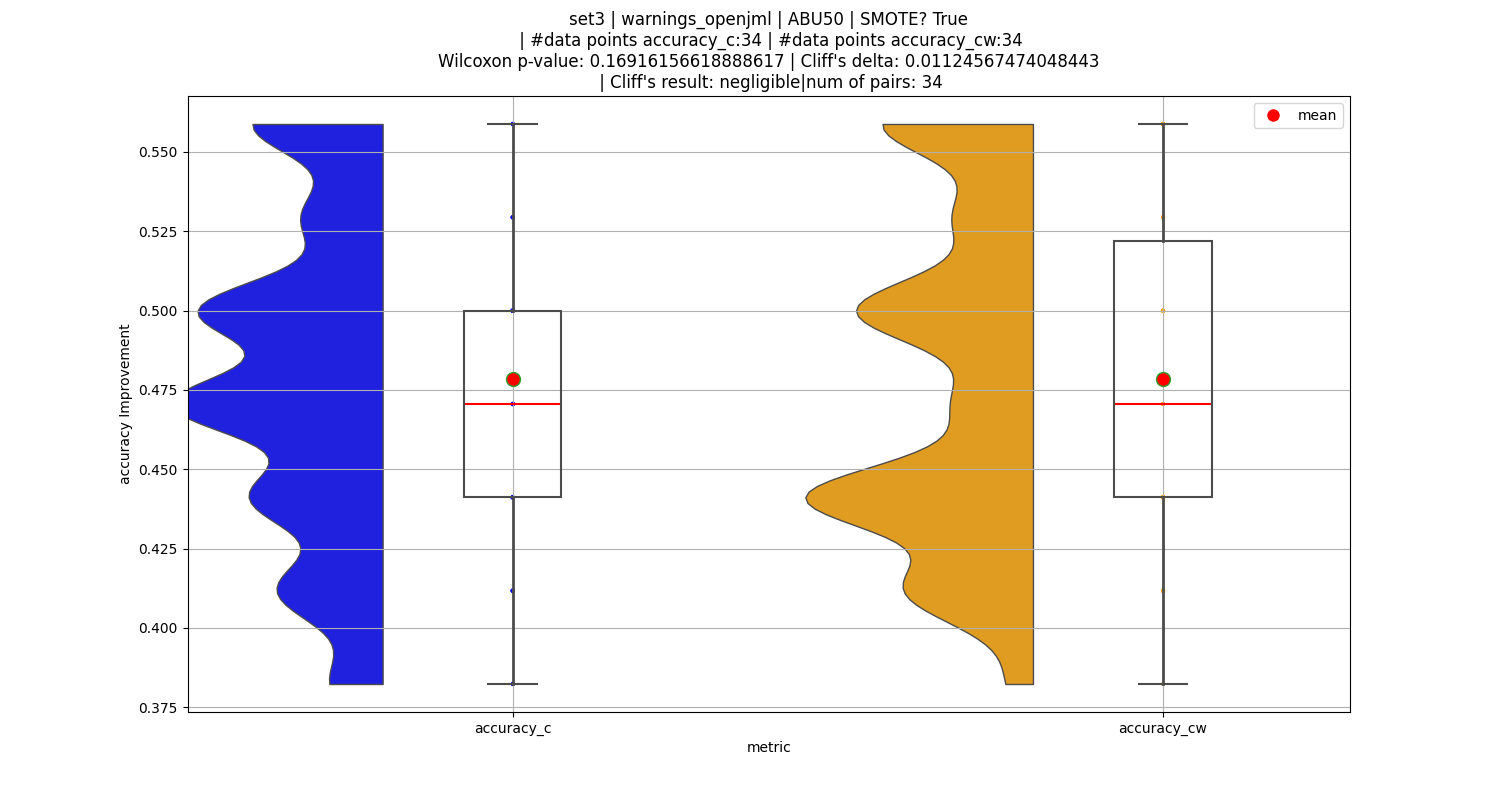 set3 | warnings_openjml | ABU50 | SMOTE? True
| #data points accuracy_c:34 | #data points accuracy_cw:34
Wilcoxon p-value: 0.16916156618888617 | Cliff's delta: 0.01124567474048443
| Cliff's result: negligible|num of pairs: 34
mean
0.550
0.525
0.500
0.475
0.450
0.425
0.400
0.375
accuracy Improvement
accuracy_c
accuracy_cw
metric